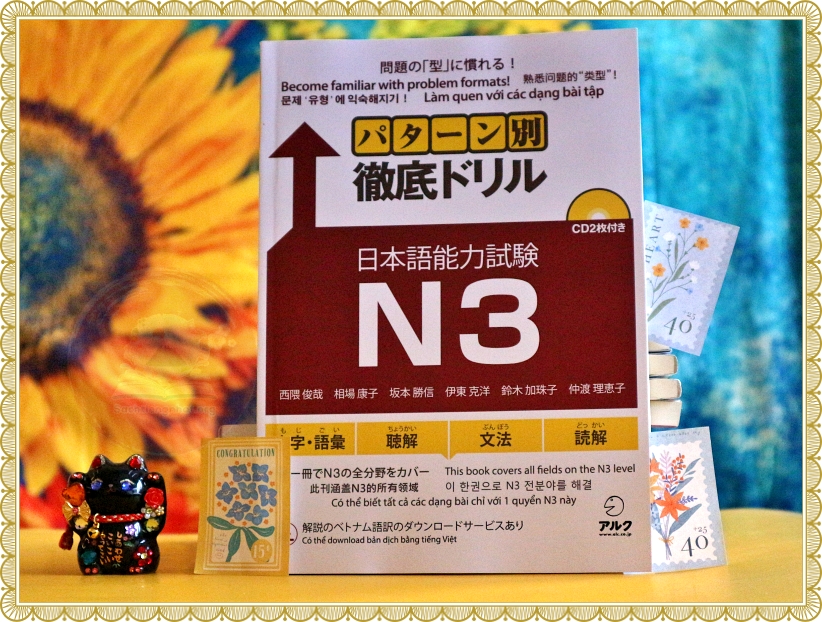 問題の「型」に慣れる！
Become familiar with problem formats! 熟悉问题的“类型”！
문제 '유형' 에 익숙해지기！ Làm quen với các dạng bài tập
パターン別
徹底ドリル
CD2枚付き
日本語能力試験
N3
西隈 俊哉 相場 康子 坂本 勝信 伊東 克洋 鈴木 加珠子 仲渡 理恵子
字・語彙 聴解 文法 読解
もじ ごい ちょうかい ぶんぽう どっかい
一冊でN3の全分野をカバー This book covers all fields on the N3 level
此刊涵盖N3的所有领域 이 한권으로 N3 전분야를 해결
Có thể biết tất cả các dạng bài chỉ với 1 quyển N3 này
解説のベトナム語訳のダウンロードサービスあり
Có thể download bản dịch bằng tiếng Việt
アルク
www.alc.co.jp
CONGRATULATION
15
HEART
+25
40
+25
40